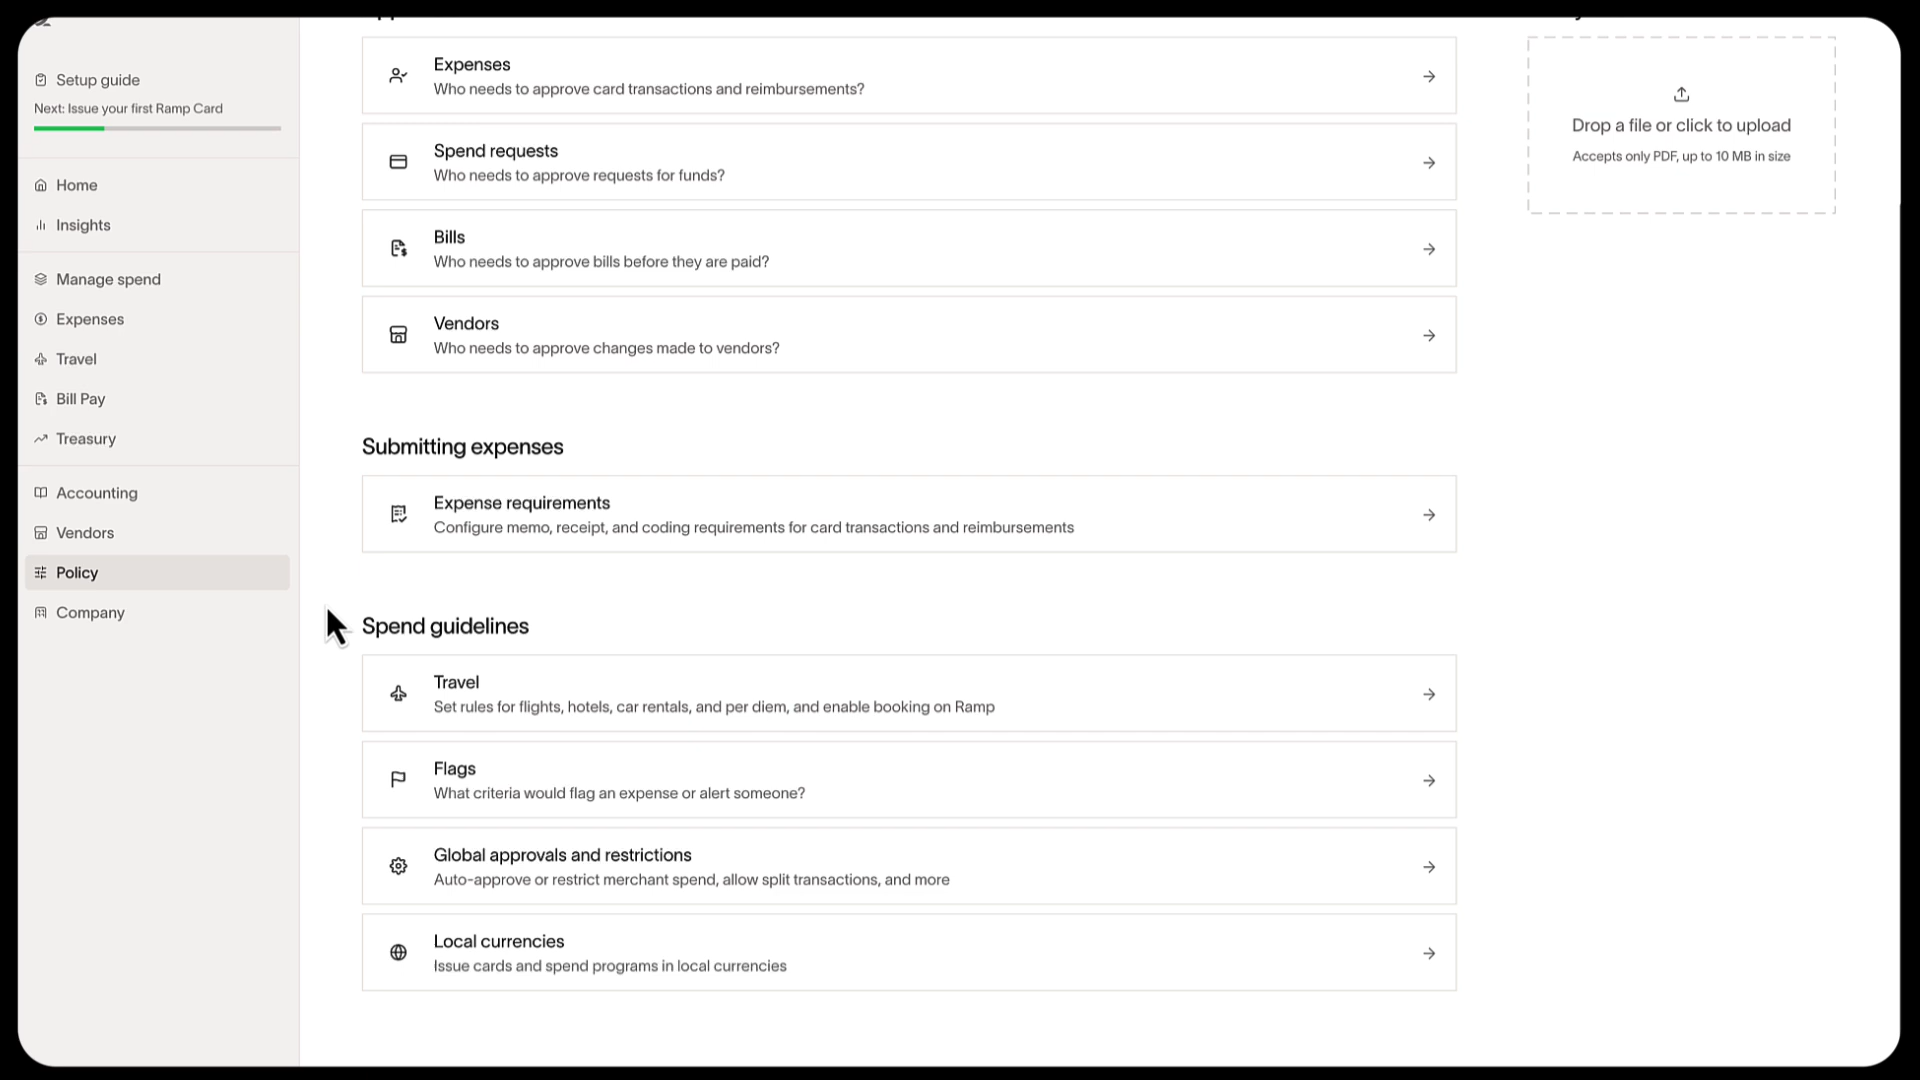 Setup guide
Next: Issue your first Ramp Card
Home
Insights
Manage spend
Expenses
Travel
Bill Pay
Treasury
Accounting
Vendors
Policy
Company
Expenses
Who needs to approve card transactions and reimbursements?
Spend requests
Who needs to approve requests for funds?
Bills
Who needs to approve bills before they are paid?
Vendors
Who needs to approve changes made to vendors?
Submitting expenses
Expense requirements
Configure memo, receipt, and coding requirements for card transactions and reimbursements
Spend guidelines
Travel
Set rules for flights, hotels, car rentals, and per diem, and enable booking on Ramp
Flags
What criteria would flag an expense or alert someone?
Global approvals and restrictions
Auto-approve or restrict merchant spend, allow split transactions, and more
Local currencies
Issue cards and spend programs in local currencies
Drop a file or click to upload
Accepts only PDF, up to 10 MB in size